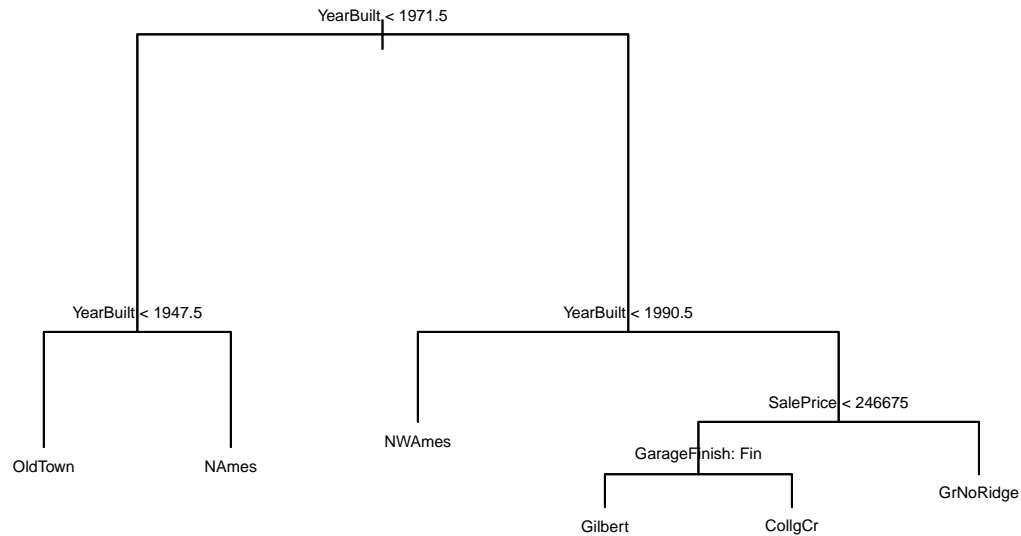 YearBuilt < 1971.5
YearBuilt < 1947.5
YearBuilt < 1990.5
SalePrice < 246675
NWAmes
GarageFinish: Fin
OldTown
NAmes
GrNoRidge
Gilbert
CollgCr